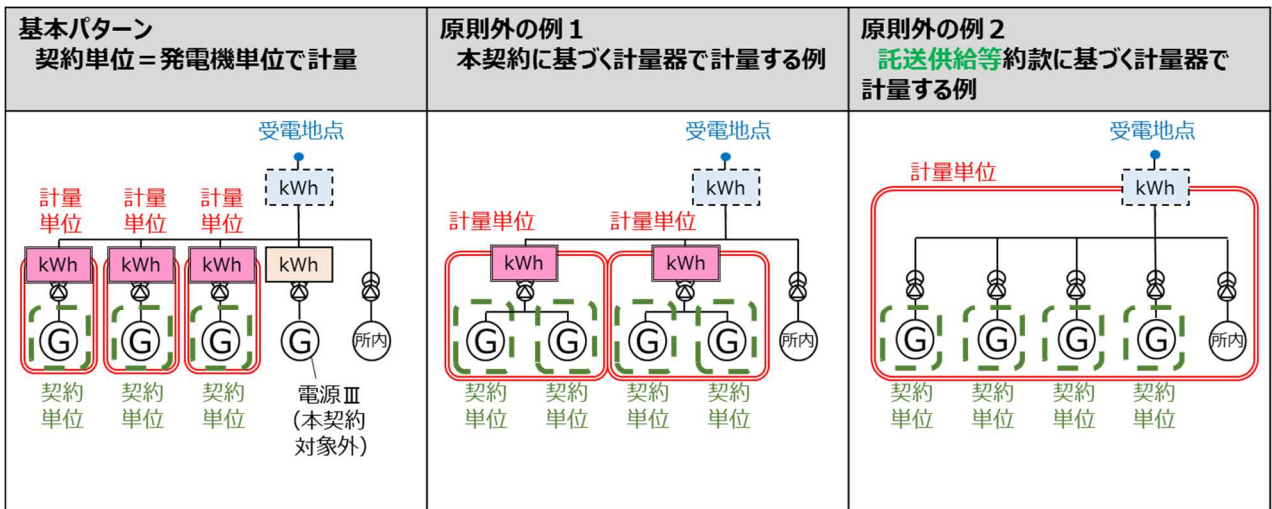 基本パターン
契約単位＝発電機単位で計量
受電地点
kWh
計量 計量 計量
単位 単位 単位
kWh kWh kWh kWh
G G G G 所内
契約 契約 契約
単位 単位 単位
電源Ⅲ
(本契約
対象外)
原則外の例１
本契約に基づく計量器で計量する例
受電地点
kWh
計量単位 計量単位
kWh kWh
G G G G 所内
契約 契約 契約 契約
単位 単位 単位 単位
原則外の例２
託送供給等約款に基づく計量器で
計量する例
受電地点
計量単位 kWh
G G G G 所内
契約 契約 契約 契約
単位 単位 単位 単位